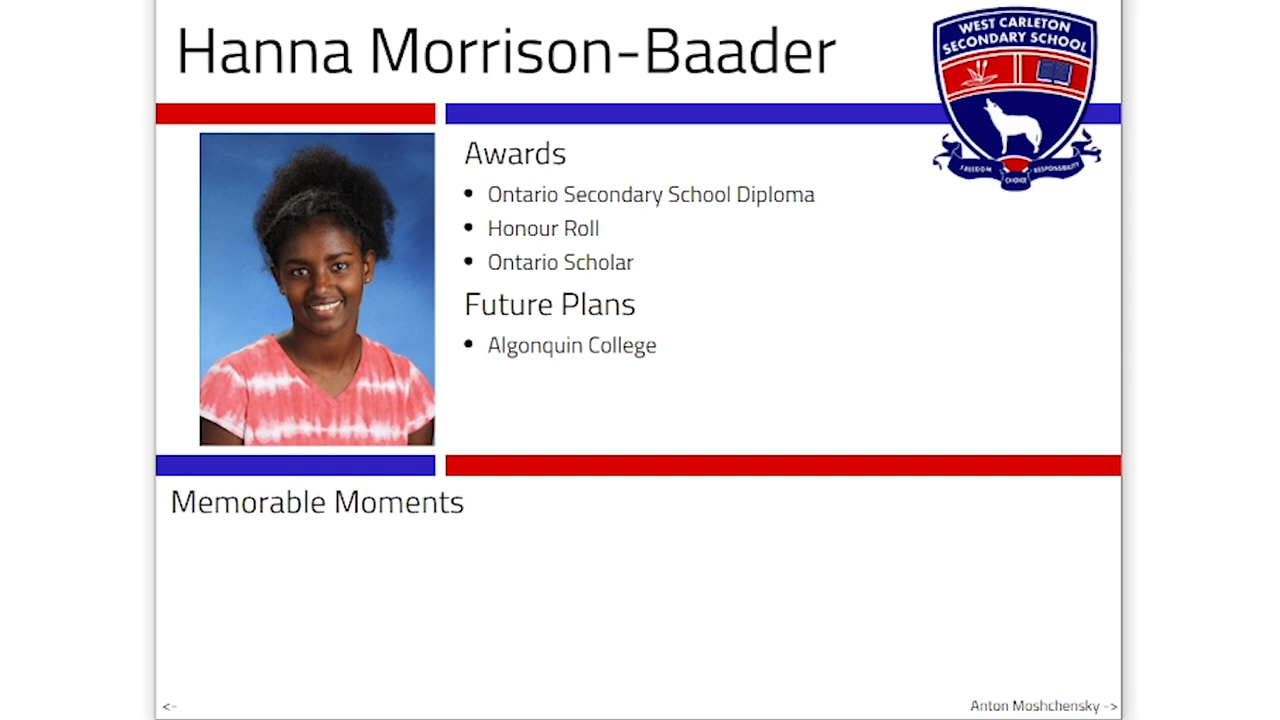 Hanna Morrison-Baader
WEST CARLETON
SECONDARY SCHOOL
FREEDOM
CHOICE
RESPONSIBILITY
Awards
• Ontario Secondary School Diploma
• Honour Roll
• Ontario Scholar
Future Plans
• Algonquin College
Memorable Moments
<-
Anton Moshchensky ->